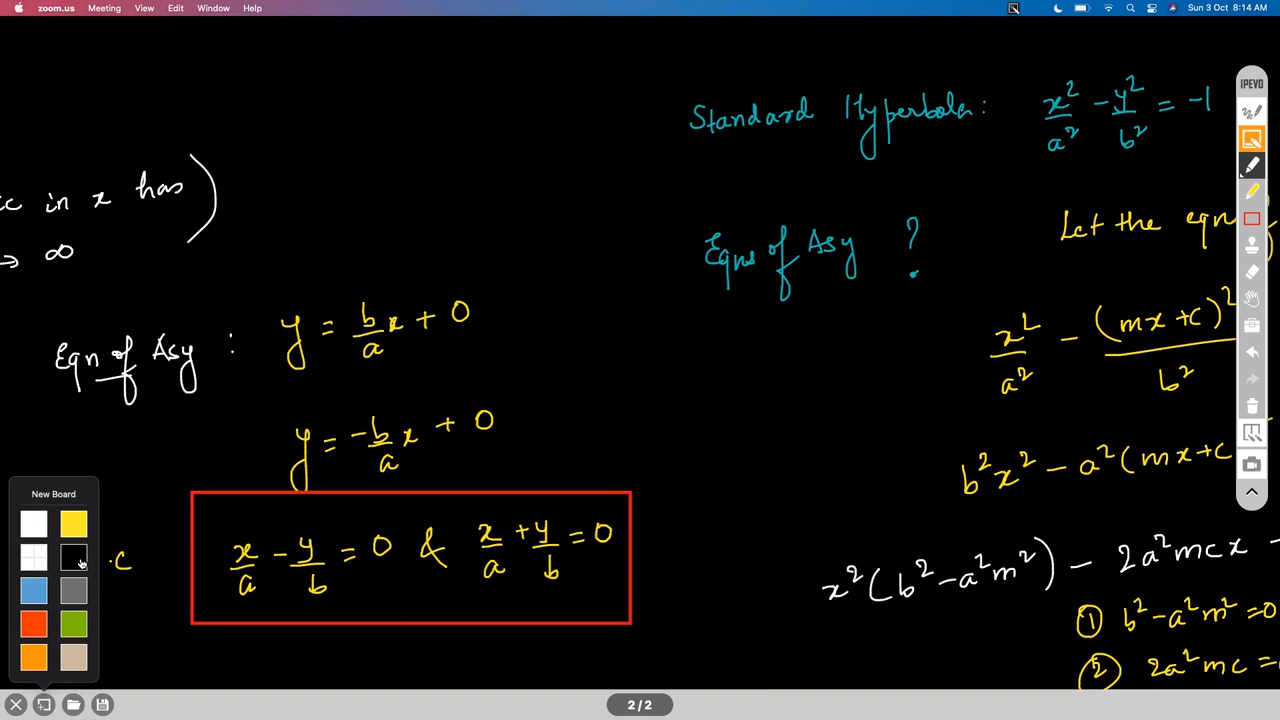 zoom.us Meeting View Edit Window Help Sun 3 Oct 8:14 AM
IPEVO
in x has )
→ ∞
Eqn of Asy : y = b/a x + 0
y = -b/a x + 0
x/a - y/b = 0 & x/a + y/b = 0
Standard Hyperbola: x²/a² - y²/b² = -1
Eqns of Asy ?
Let the eqn
x²/a² - (mx+c)²/b²
b²x² - a²(mx+c
x²(b² - a²m²) - 2a²mcx -
① b² - a²m² = 0
② 2a²mc =
New Board
c
2/2